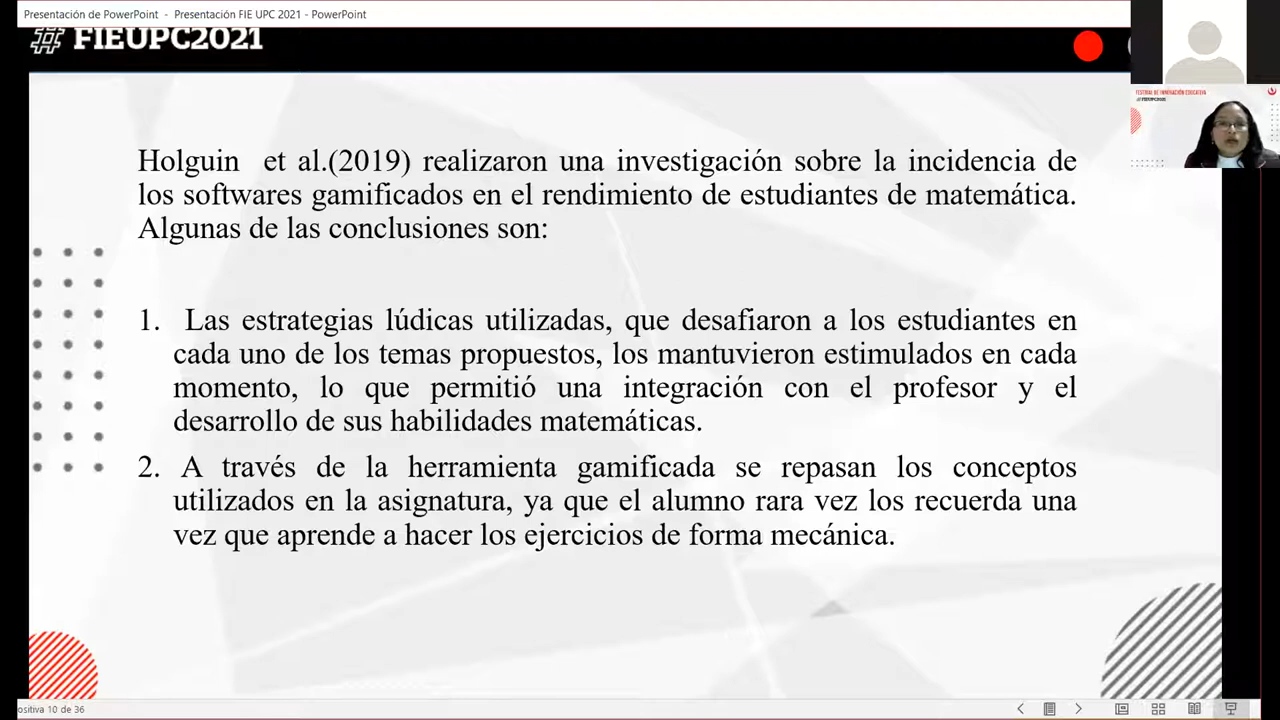 Presentación de PowerPoint - Presentación FIE UPC 2021 - PowerPoint
# FIEUPC2021
FESTIVAL DE INNOVACIÓN EDUCATIVA
#FIEUPC2021
Holguin et al.(2019) realizaron una investigación sobre la incidencia de
los softwares gamificados en el rendimiento de estudiantes de matemática.
Algunas de las conclusiones son:
1. Las estrategias lúdicas utilizadas, que desafiaron a los estudiantes en
cada uno de los temas propuestos, los mantuvieron estimulados en cada
momento, lo que permitió una integración con el profesor y el
desarrollo de sus habilidades matemáticas.
2. A través de la herramienta gamificada se repasan los conceptos
utilizados en la asignatura, ya que el alumno rara vez los recuerda una
vez que aprende a hacer los ejercicios de forma mecánica.
ositiva 10 de 36